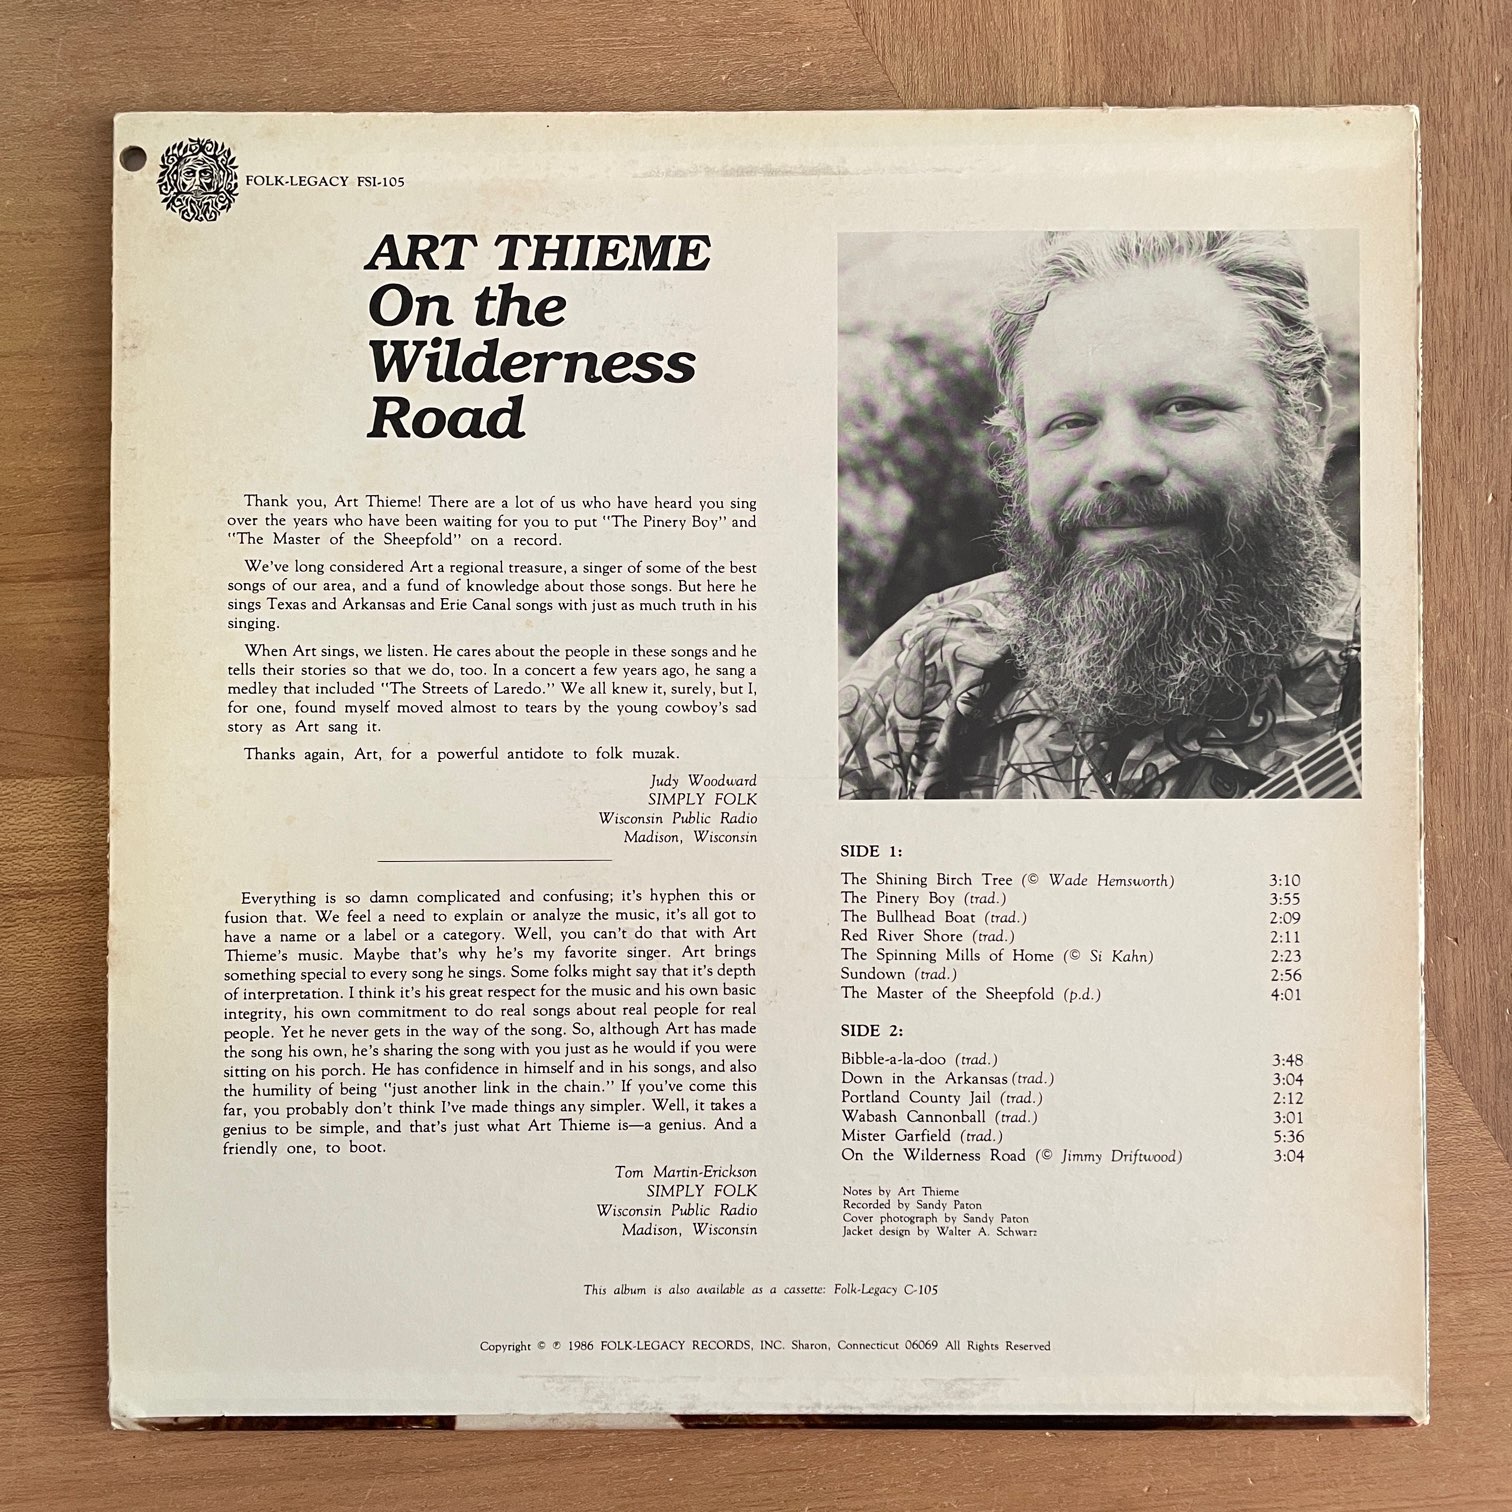 FOLK-LEGACY FSI-105
ART THIEME
On the
Wilderness
Road
Thank you, Art Thieme! There are a lot of us who have heard you sing
over the years who have been waiting for you to put "The Pinery Boy" and
"The Master of the Sheepfold" on a record.
We've long considered Art a regional treasure, a singer of some of the best
songs of our area, and a fund of knowledge about those songs. But here he
sings Texas and Arkansas and Erie Canal songs with just as much truth in his
singing.
When Art sings, we listen. He cares about the people in these songs and he
tells their stories so that we do, too. In a concert a few years ago, he sang a
medley that included "The Streets of Laredo." We all knew it, surely, but I,
for one, found myself moved almost to tears by the young cowboy's sad
story as Art sang it.
Thanks again, Art, for a powerful antidote to folk muzak.
Judy Woodward
SIMPLY FOLK
Wisconsin Public Radio
Madison, Wisconsin
Everything is so damn complicated and confusing; it's hyphen this or
fusion that. We feel a need to explain or analyze the music, it's all got to
have a name or a label or a category. Well, you can't do that with Art
Thieme's music. Maybe that's why he's my favorite singer. Art brings
something special to every song he sings. Some folks might say that it's depth
of interpretation. I think it's his great respect for the music and his own basic
integrity, his own commitment to do real songs about real people for real
people. Yet he never gets in the way of the song. So, although Art has made
the song his own, he's sharing the song with you just as he would if you were
sitting on his porch. He has confidence in himself and in his songs, and also
the humility of being "just another link in the chain." If you've come this
far, you probably don't think I've made things any simpler. Well, it takes a
genius to be simple, and that's just what Art Thieme is—a genius. And a
friendly one, to boot.
Tom Martin-Erickson
SIMPLY FOLK
Wisconsin Public Radio
Madison, Wisconsin
SIDE 1:
The Shining Birch Tree (© Wade Hemsworth) 3:10
The Pinery Boy (trad.) 3:55
The Bullhead Boat (trad.) 2:09
Red River Shore (trad.) 2:11
The Spinning Mills of Home (© Si Kahn) 2:23
Sundown (trad.) 2:56
The Master of the Sheepfold (p.d.) 4:01
SIDE 2:
Bibble-a-la-doo (trad.) 3:48
Down in the Arkansas (trad.) 3:04
Portland County Jail (trad.) 2:12
Wabash Cannonball (trad.) 3:01
Mister Garfield (trad.) 5:36
On the Wilderness Road (© Jimmy Driftwood) 3:04
Notes by Art Thieme
Recorded by Sandy Paton
Cover photograph by Sandy Paton
Jacket design by Walter A. Schwarz
This album is also available as a cassette: Folk-Legacy C-105
Copyright © ℗ 1986 FOLK-LEGACY RECORDS, INC. Sharon, Connecticut 06069 All Rights Reserved